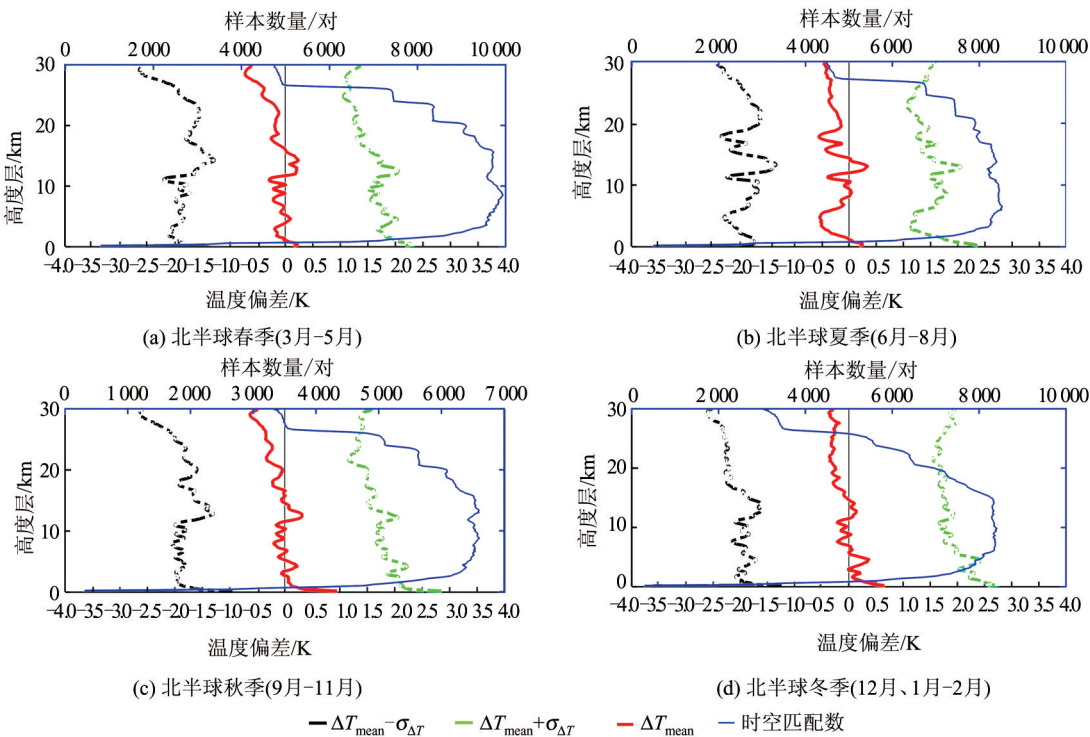 样本数量/对
0 2 000 4 000 6 000 8 000 10 000
30
20
10
0
高度层/km
-4.0 -3.5 -3.0 -2.5 -2.0 -1.5 -1.0 -0.5 0 0.5 1.0 1.5 2.0 2.5 3.0 3.5 4.0
温度偏差/K
(a) 北半球春季(3月-5月)
样本数量/对
0 2 000 4 000 6 000 8 000 10 000
30
20
10
0
高度层/km
-4.0 -3.5 -3.0 -2.5 -2.0 -1.5 -1.0 -0.5 0 0.5 1.0 1.5 2.0 2.5 3.0 3.5 4.0
温度偏差/K
(b) 北半球夏季(6月-8月)
样本数量/对
0 1 000 2 000 3 000 4 000 5 000 6 000 7 000
30
20
10
0
高度层/km
-4.0 -3.5 -3.0 -2.5 -2.0 -1.5 -1.0 -0.5 0 0.5 1.0 1.5 2.0 2.5 3.0 3.5 4.0
温度偏差/K
(c) 北半球秋季(9月-11月)
样本数量/对
0 2 000 4 000 6 000 8 000 10 000
30
20
10
0
高度层/km
-4.0 -3.5 -3.0 -2.5 -2.0 -1.5 -1.0 -0.5 0 0.5 1.0 1.5 2.0 2.5 3.0 3.5 4.0
温度偏差/K
(d) 北半球冬季(12月、1月-2月)
ΔTmean-σΔT ΔTmean+σΔT ΔTmean 时空匹配数